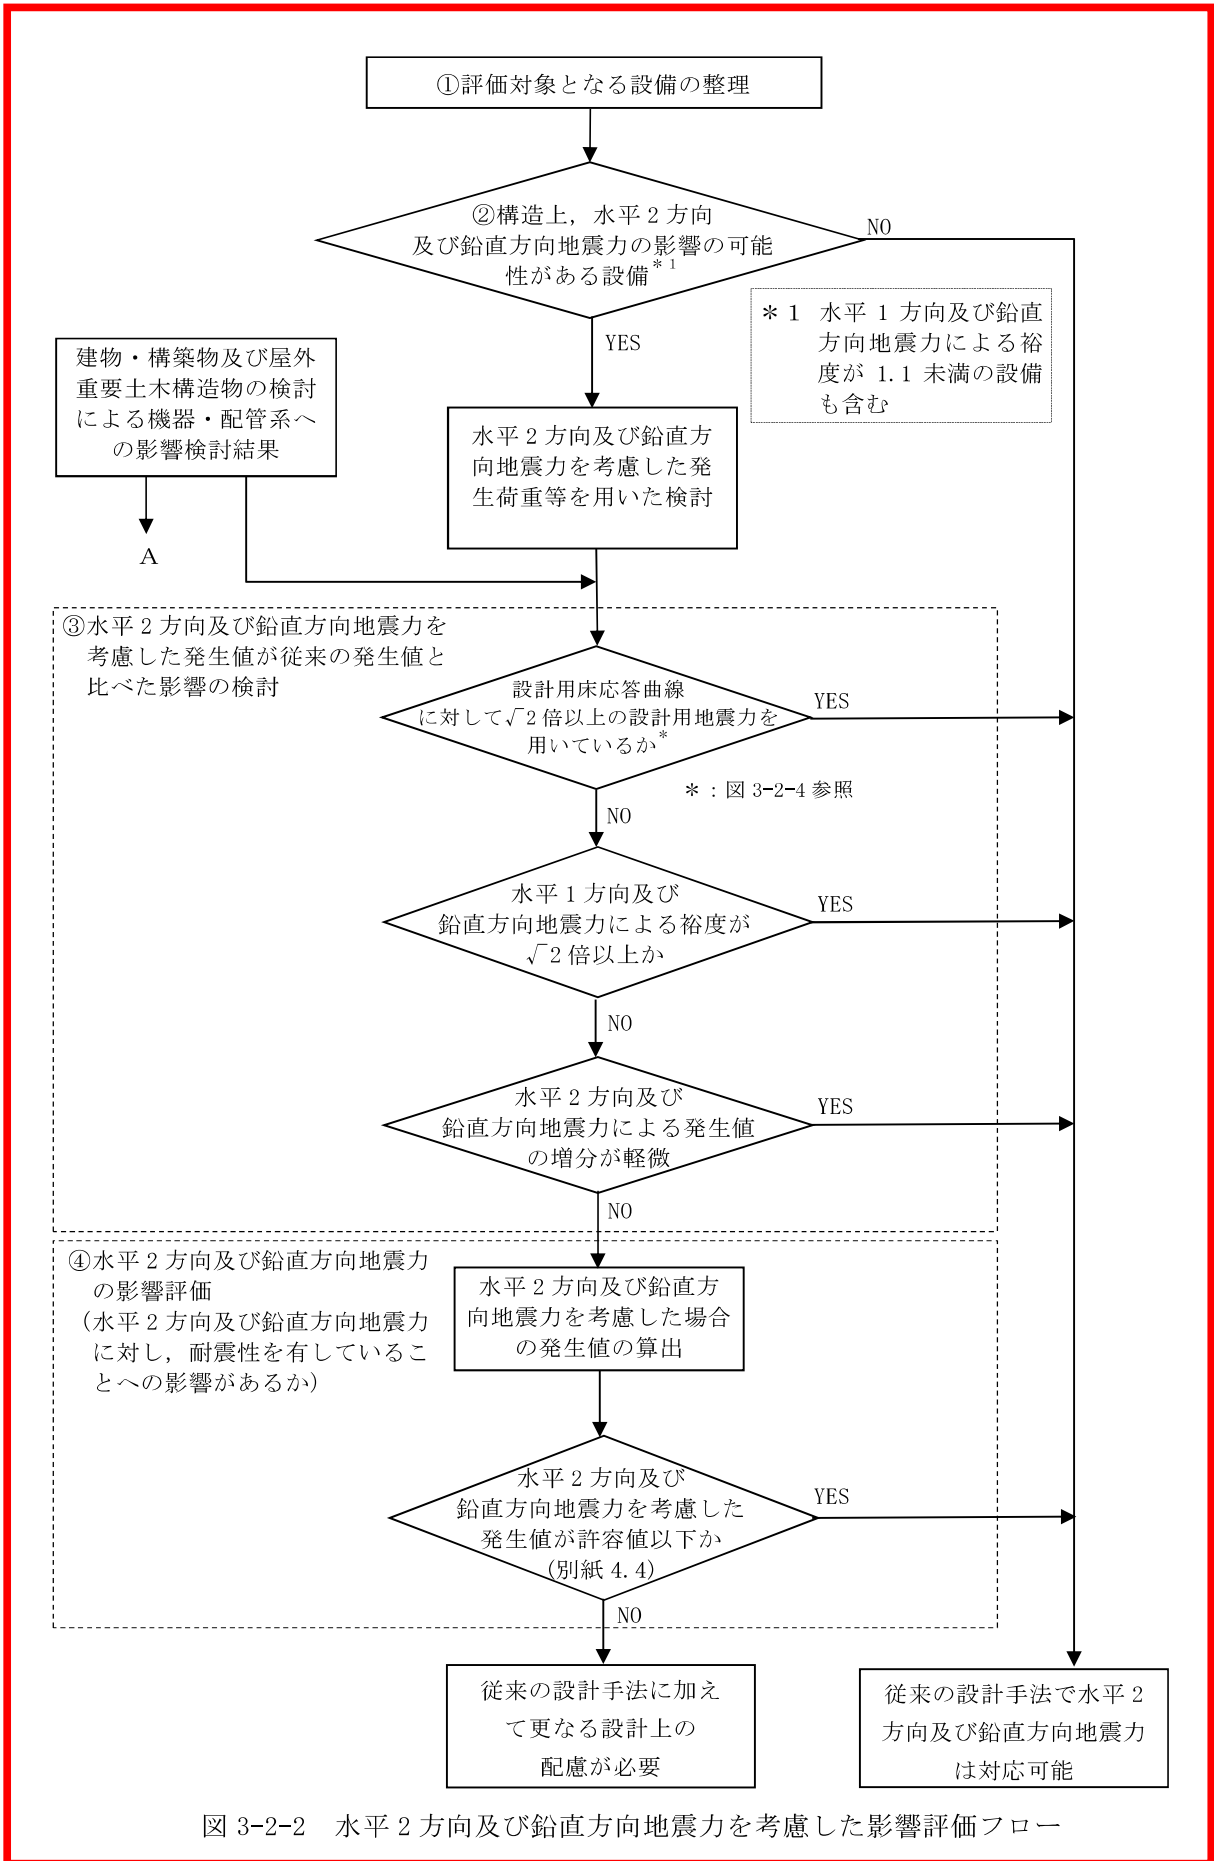 ①評価対象となる設備の整理
②構造上，水平2方向
及び鉛直方向地震力の影響の可能
性がある設備＊1
NO
YES
＊1 水平1方向及び鉛直
方向地震力による裕
度が 1.1 未満の設備
も含む
建物・構築物及び屋外
重要土木構造物の検討
による機器・配管系へ
の影響検討結果
A
水平2方向及び鉛直方
向地震力を考慮した発
生荷重等を用いた検討
③水平2方向及び鉛直方向地震力を
考慮した発生値が従来の発生値と
比べた影響の検討
設計用床応答曲線
に対して√2倍以上の設計用地震力を
用いているか＊
YES
＊：図 3-2-4 参照
NO
水平1方向及び
鉛直方向地震力による裕度が
√2倍以上か
YES
NO
水平2方向及び
鉛直方向地震力による発生値
の増分が軽微
YES
NO
④水平2方向及び鉛直方向地震力
の影響評価
（水平2方向及び鉛直方向地震力
に対し，耐震性を有しているこ
とへの影響があるか）
水平2方向及び鉛直方
向地震力を考慮した場合
の発生値の算出
水平2方向及び
鉛直方向地震力を考慮した
発生値が許容値以下か
(別紙 4.4)
YES
NO
従来の設計手法に加え
て更なる設計上の
配慮が必要
従来の設計手法で水平2
方向及び鉛直方向地震力
は対応可能
図 3-2-2 水平2方向及び鉛直方向地震力を考慮した影響評価フロー